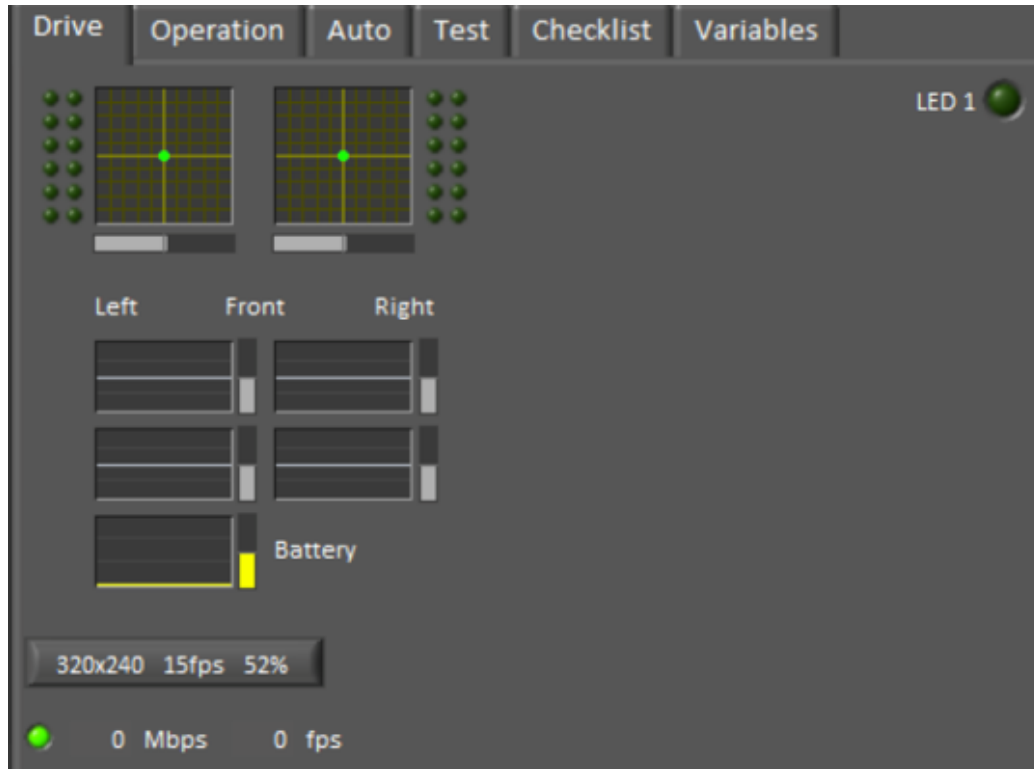 Drive Operation Auto Test Checklist Variables
LED 1
Left Front Right
Battery
320x240 15fps 52%
0 Mbps 0 fps